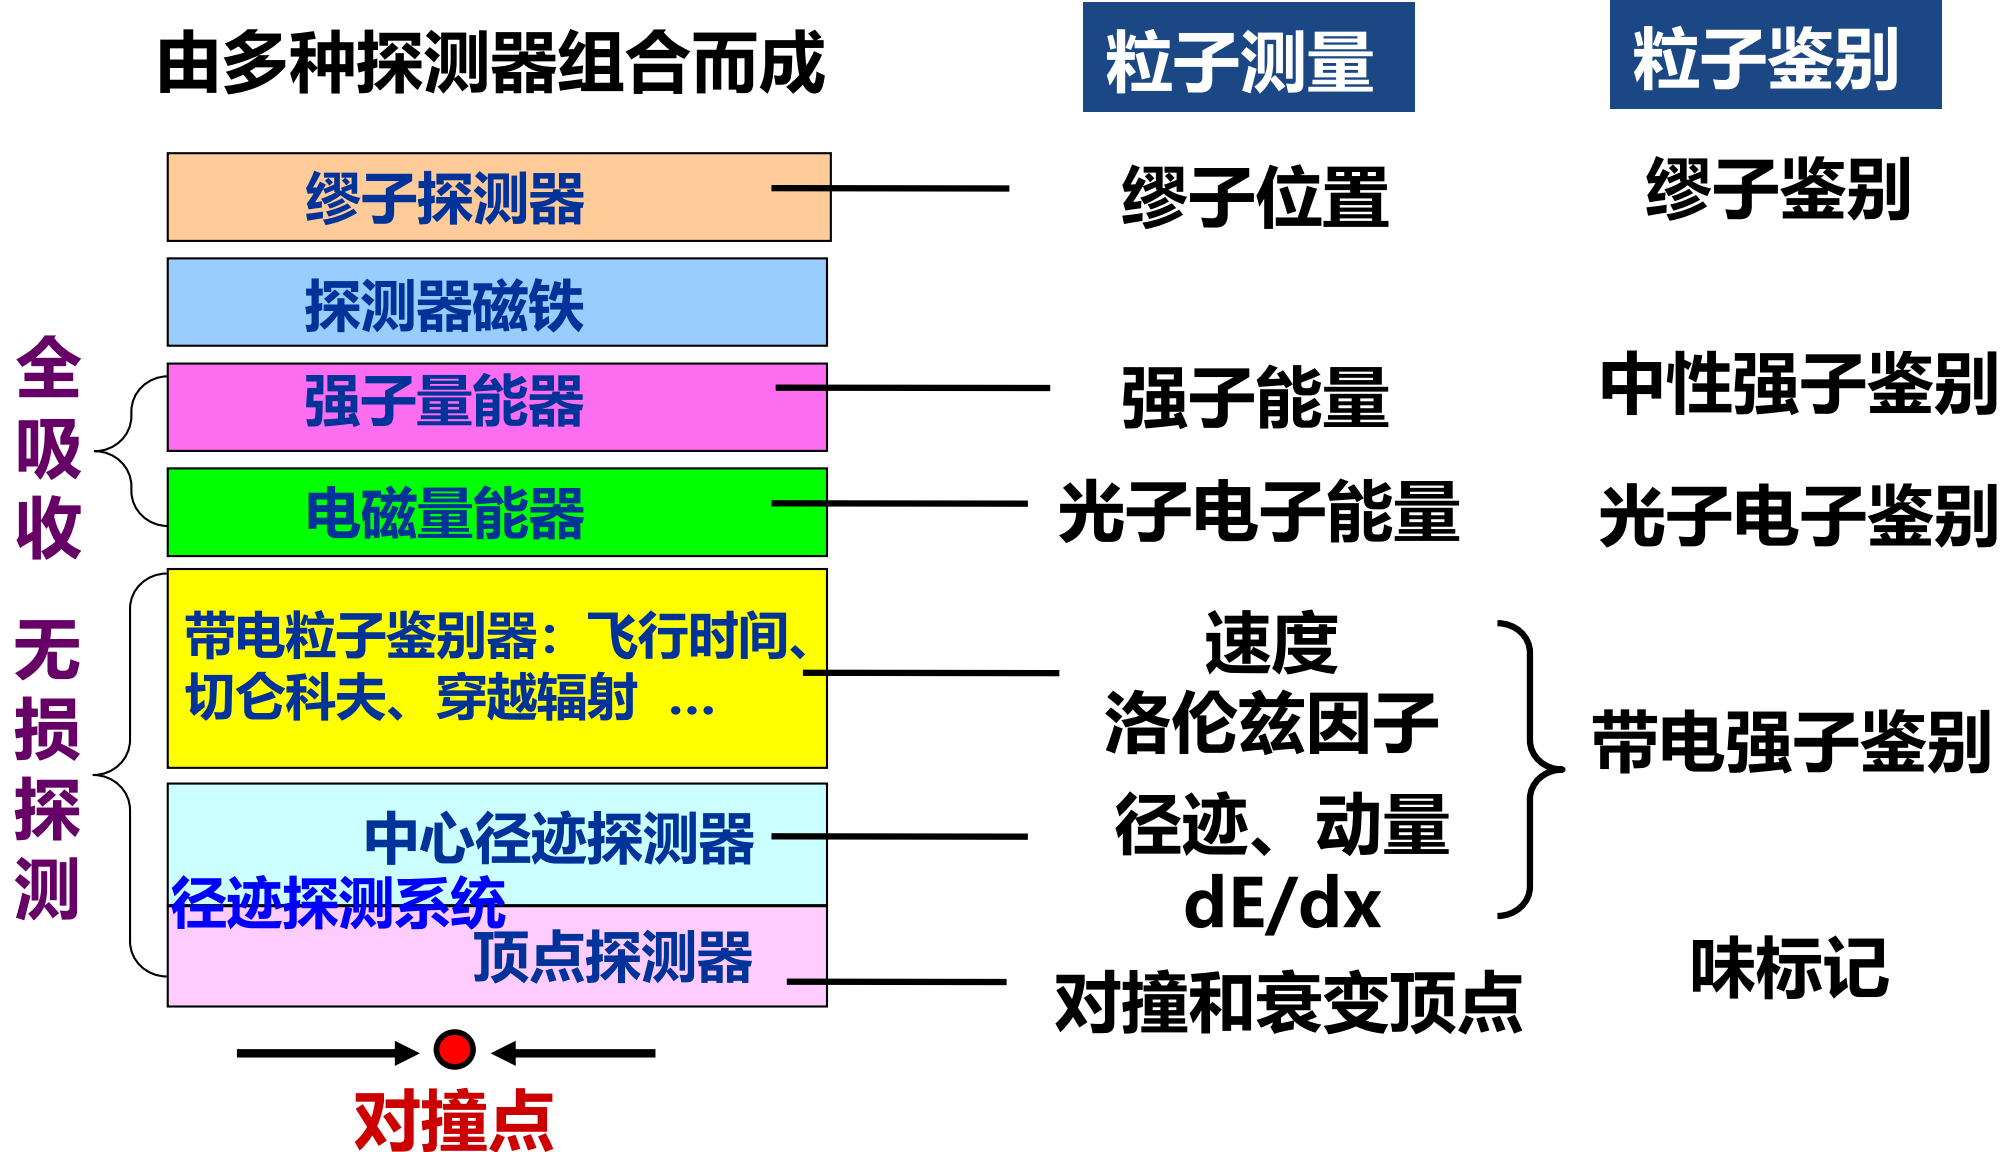 由多种探测器组合而成
粒子测量
粒子鉴别
缪子探测器
缪子位置
缪子鉴别
探测器磁铁
全吸收
强子量能器
强子能量
中性强子鉴别
电磁量能器
光子电子能量
光子电子鉴别
无损探测
带电粒子鉴别器：飞行时间、
切仑科夫、穿越辐射 …
速度
洛伦兹因子
带电强子鉴别
中心径迹探测器
径迹、动量
dE/dx
径迹探测系统
顶点探测器
对撞和衰变顶点
味标记
对撞点